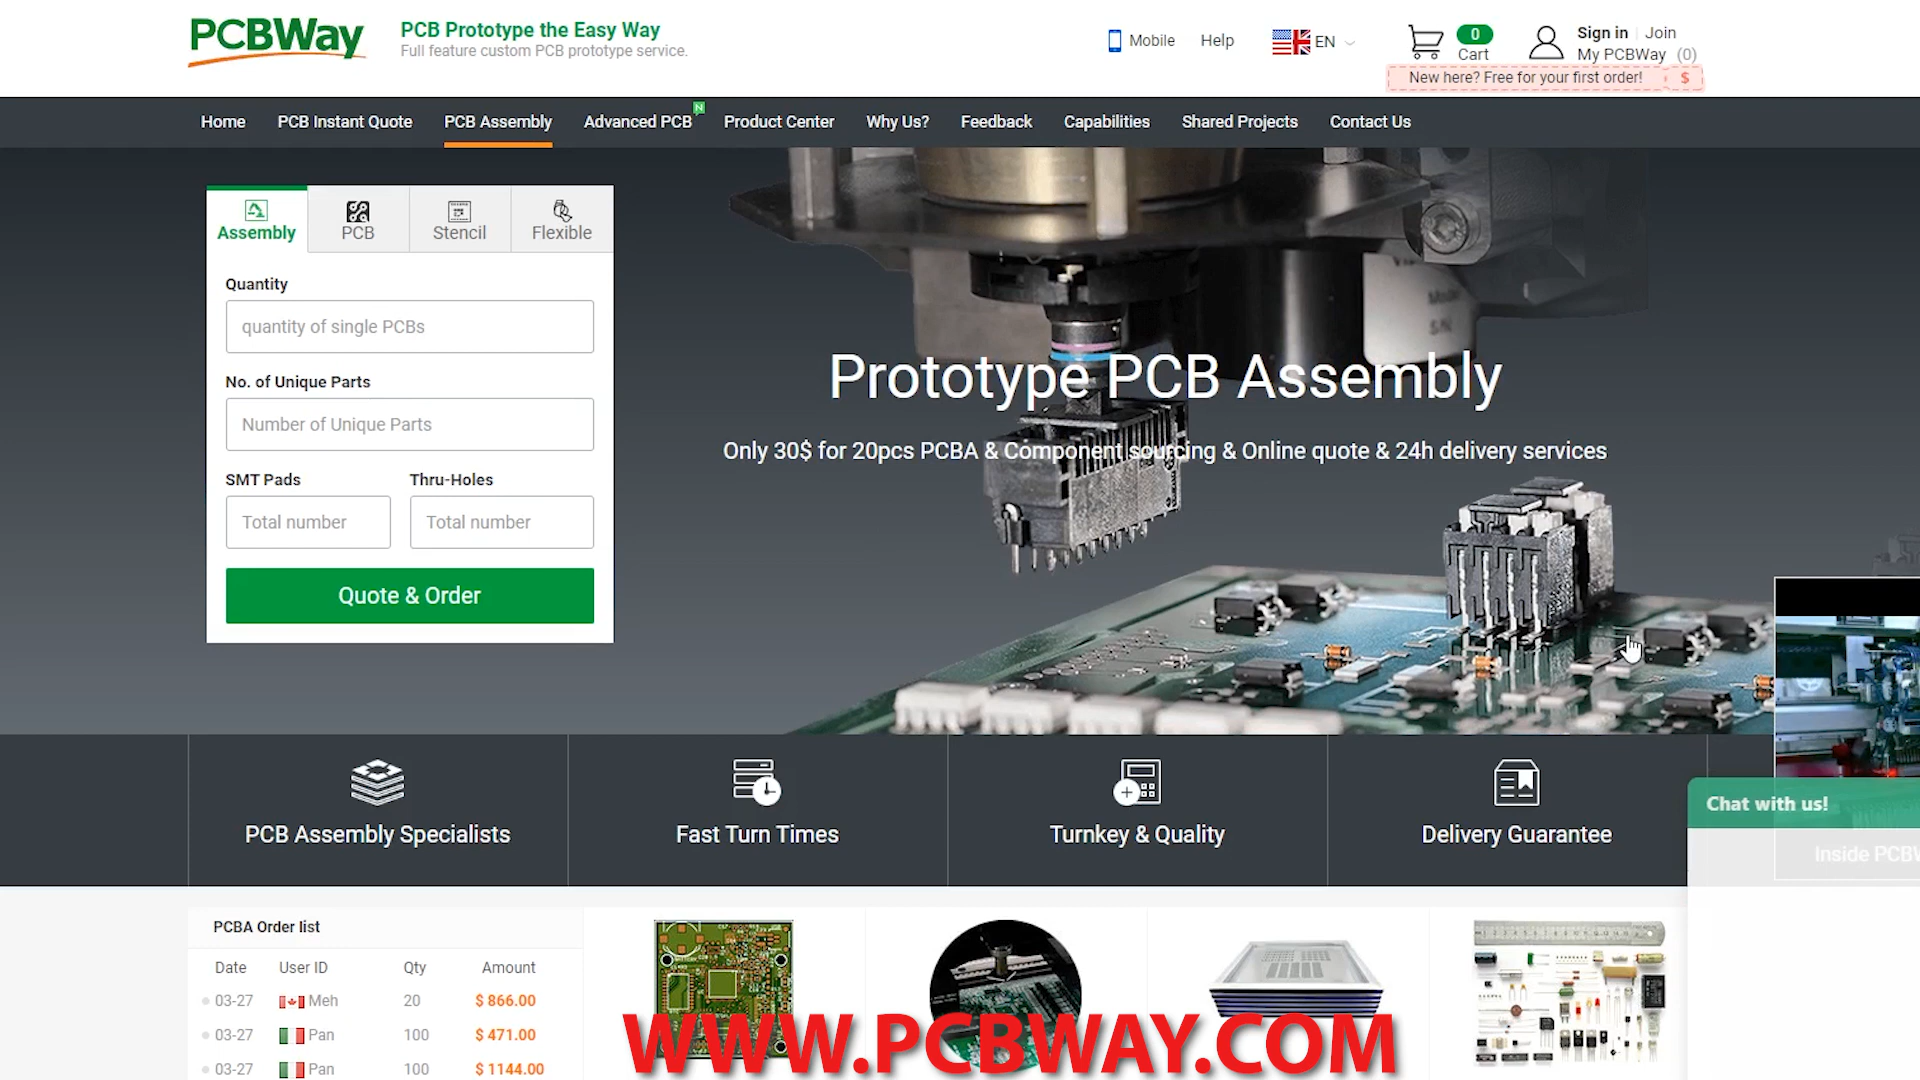 PCBWay
PCB Prototype the Easy Way
Full feature custom PCB prototype service.
Mobile
Help
EN
0
Cart
Sign in | Join
My PCBWay (0)
New here? Free for your first order! $
Home
PCB Instant Quote
PCB Assembly
Advanced PCB
N
Product Center
Why Us?
Feedback
Capabilities
Shared Projects
Contact Us
Assembly
PCB
Stencil
Flexible
Quantity
quantity of single PCBs
No. of Unique Parts
Number of Unique Parts
SMT Pads
Thru-Holes
Total number
Total number
Quote & Order
Prototype PCB Assembly
Only 30$ for 20pcs PCBA & Component sourcing & Online quote & 24h delivery services
PCB Assembly Specialists
Fast Turn Times
Turnkey & Quality
Delivery Guarantee
Chat with us!
Inside PCBW
PCBA Order list
Date User ID Qty Amount
03-27 Meh 20 $ 866.00
03-27 Pan 100 $ 471.00
03-27 Pan 100 $ 1144.00
WWW.PCBWAY.COM